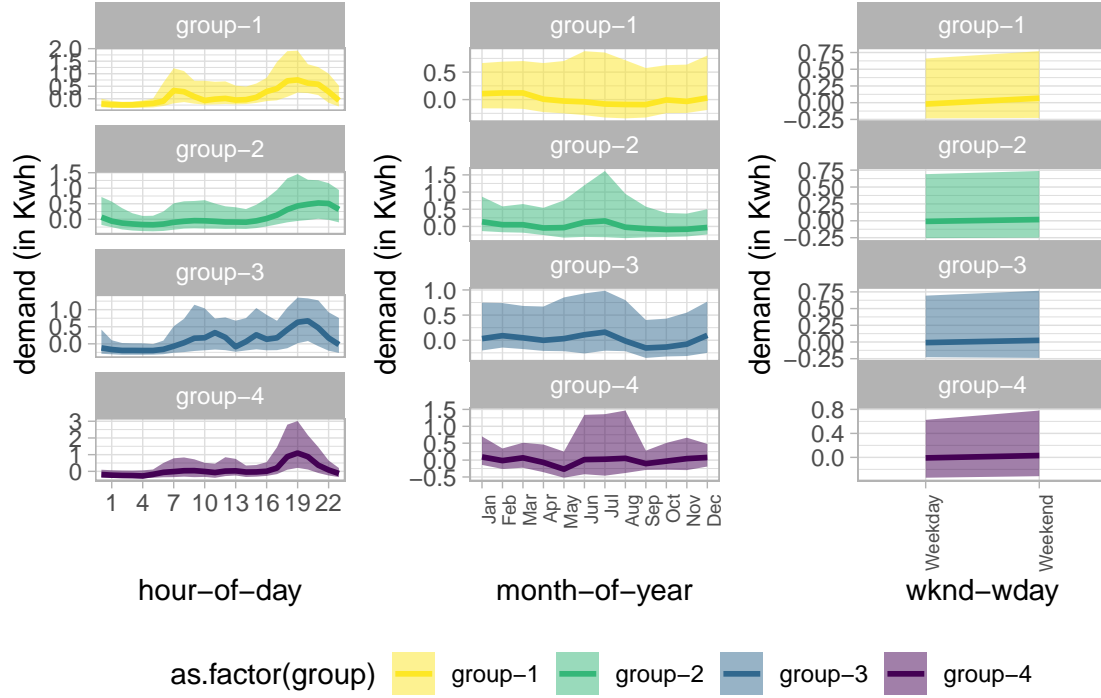 group−1
2.0
1.5
1.0
0.5
0.0
group−2
1.5
1.0
0.5
0.0
group−3
1.0
0.5
0.0
group−4
3
2
1
0
1 4 7 10 13 16 19 22
demand (in Kwh)
hour−of−day
group−1
0.5
0.0
group−2
1.5
1.0
0.5
0.0
group−3
1.0
0.5
0.0
group−4
1.5
1.0
0.5
0.0
−0.5
Jan Feb Mar Apr May Jun Jul Aug Sep Oct Nov Dec
demand (in Kwh)
month−of−year
group−1
0.75
0.50
0.25
0.00
−0.25
group−2
0.75
0.50
0.25
0.00
−0.25
group−3
0.75
0.50
0.25
0.00
−0.25
group−4
0.8
0.4
0.0
Weekday Weekend
demand (in Kwh)
wknd−wday
as.factor(group) group−1 group−2 group−3 group−4